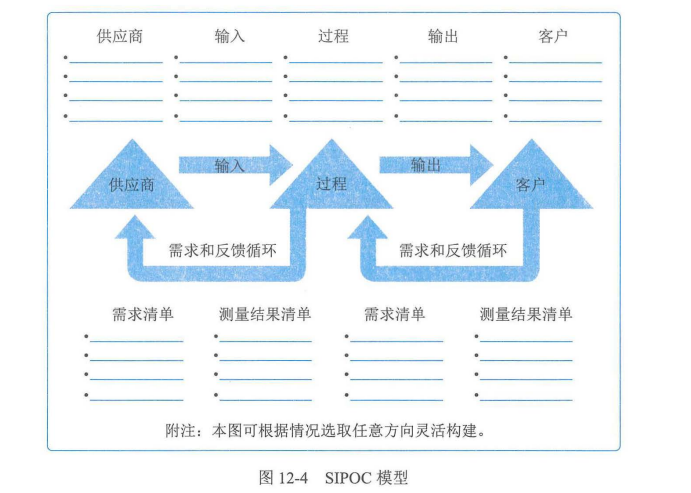 供应商 输入 过程 输出 客户
输入 输出
供应商 过程 客户
需求和反馈循环 需求和反馈循环
需求清单 测量结果清单 需求清单 测量结果清单
附注：本图可根据情况选取任意方向灵活构建。
图 12-4 SIPOC 模型